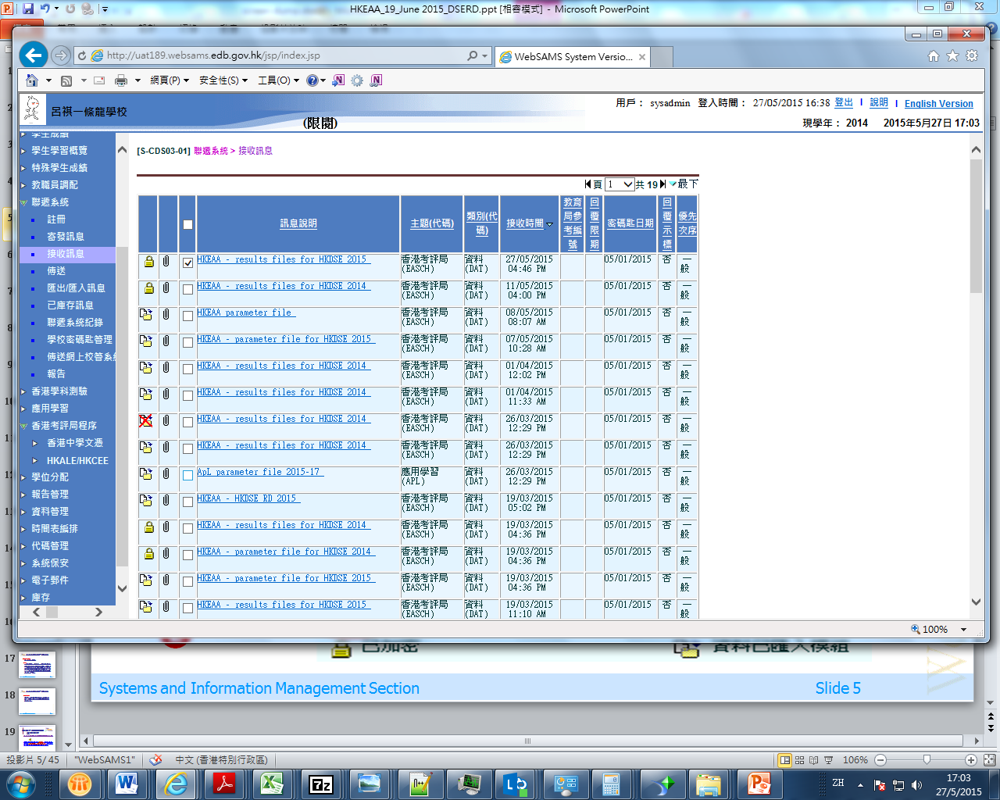 HKEAA_19_June 2015_DSERD.ppt [相容模式] - Microsoft PowerPoint
http://uat189.websams.edb.gov.hk/jsp/index.jsp
WebSAMS System Versio...
網頁(P) 安全性(S) 工具(O)
呂祺一條龍學校
(限閱)
用戶： sysadmin 登入時間： 27/05/2015 16:38 登出 | 說明 | English Version
現學年： 2014 2015年5月27日 17:03
學生成績
學生學習概覽
特殊學生成績
教職員調配
聯遞系統
註冊
寄發訊息
接收訊息
傳送
匯出/匯入訊息
已庫存訊息
聯遞系統紀錄
學校密碼匙管理
傳送網上校管系統
報告
香港學科測驗
應用學習
香港考評局程序
香港中學文憑
HKALE/HKCEE
學位分配
報告管理
資料管理
時間表編排
代碼管理
系統保安
電子郵件
庫存
[S-CDS03-01] 聯遞系統 > 接收訊息
頁 1 共 19 最下
訊息說明 主題(代碼) 類別(代碼) 接收時間 教育局參考編號 回覆限期 密碼匙日期 回覆示標 優先次序
HKEAA - results files for HKDSE 2015 香港考評局 (EASCH) 資料 (DAT) 27/05/2015 04:46 PM 05/01/2015 否 一般
HKEAA - results files for HKDSE 2014 香港考評局 (EASCH) 資料 (DAT) 11/05/2015 04:00 PM 05/01/2015 否 一般
HKEAA parameter file 香港考評局 (EASCH) 資料 (DAT) 08/05/2015 08:07 AM 05/01/2015 否 一般
HKEAA - parameter file for HKDSE 2015 香港考評局 (EASCH) 資料 (DAT) 07/05/2015 10:28 AM 05/01/2015 否 一般
HKEAA - results files for HKDSE 2014 香港考評局 (EASCH) 資料 (DAT) 01/04/2015 12:02 PM 05/01/2015 否 一般
HKEAA - results files for HKDSE 2014 香港考評局 (EASCH) 資料 (DAT) 01/04/2015 11:33 AM 05/01/2015 否 一般
HKEAA - results files for HKDSE 2014 香港考評局 (EASCH) 資料 (DAT) 26/03/2015 12:29 PM 05/01/2015 否 一般
HKEAA - results files for HKDSE 2014 香港考評局 (EASCH) 資料 (DAT) 26/03/2015 12:29 PM 05/01/2015 否 一般
ApL parameter file 2015-17 應用學習 (APL) 資料 (DAT) 26/03/2015 12:29 PM 05/01/2015 否 一般
HKEAA - HKDSE RD 2015 香港考評局 (EASCH) 資料 (DAT) 19/03/2015 05:02 PM 05/01/2015 否 一般
HKEAA - results files for HKDSE 2014 香港考評局 (EASCH) 資料 (DAT) 19/03/2015 04:36 PM 05/01/2015 否 一般
HKEAA - parameter file for HKDSE 2014 香港考評局 (EASCH) 資料 (DAT) 19/03/2015 04:36 PM 05/01/2015 否 一般
HKEAA - parameter file for HKDSE 2015 香港考評局 (EASCH) 資料 (DAT) 19/03/2015 04:36 PM 05/01/2015 否 一般
HKEAA - results files for HKDSE 2015 香港考評局 (EASCH) 資料 (DAT) 19/03/2015 11:10 AM 05/01/2015 否 一般
100%
已加密 資料已匯入模組
17
18
19
Systems and Information Management Section Slide 5
投影片 5/ 45 "WebSAMS1" 中文 (香港特別行政區) 106%
ZH 17:03
27/5/2015